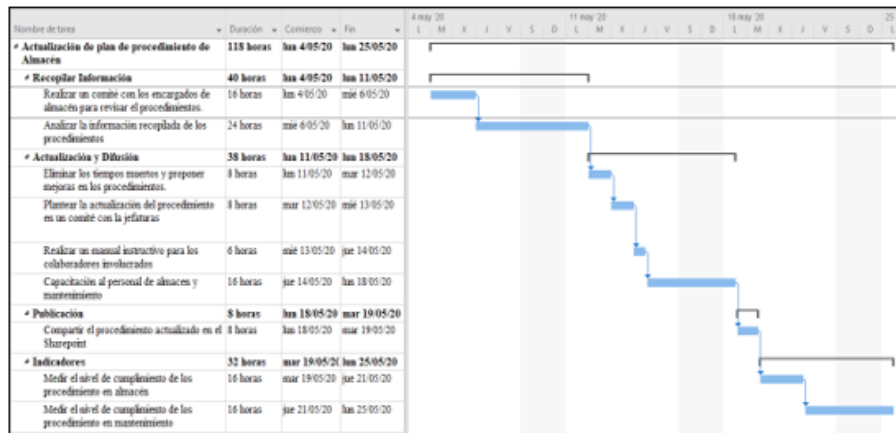 Nombre de tarea Duración Comienzo Fin 4 may '20 11 may '20 18 may '20 25
L M X J V S D L M X J V S D L M X J V S D L
Actualización de plan de procedimiento de 118 horas lun 4/05/20 lun 25/05/20
Almacén
Recopilar Información 40 horas lun 4/05/20 lun 11/05/20
Realizar un comité con los encargados de 16 horas lun 4/05/20 mié 6/05/20
almacén para revisar el procedimientos.
Analizar la información recopilada de los 24 horas mié 6/05/20 lun 11/05/20
procedimientos
Actualización y Difusión 38 horas lun 11/05/20 lun 18/05/20
Eliminar los tiempos muertos y proponer 8 horas lun 11/05/20 mar 12/05/20
mejoras en los procedimientos.
Plantear la actualización del procedimiento 8 horas mar 12/05/20 mié 13/05/20
en un comité con la jefaturas
Realizar un manual instructivo para los 6 horas mié 13/05/20 jue 14/05/20
colaboradores involucrados
Capacitación al personal de almacen y 16 horas jue 14/05/20 lun 18/05/20
mantenimiento
Publicación 8 horas lun 18/05/20 mar 19/05/20
Compartir el procedimiento actualizado en el 8 horas lun 18/05/20 mar 19/05/20
Sharepoint
Indicadores 32 horas mar 19/05/2( lun 25/05/20
Medir el nivel de cumplimiento de los 16 horas mar 19/05/20 jue 21/05/20
procedimiento en almacén
Medir el nivel de cumplimiento de los 16 horas jue 21/05/20 lun 25/05/20
procedimiento en mantenimiento